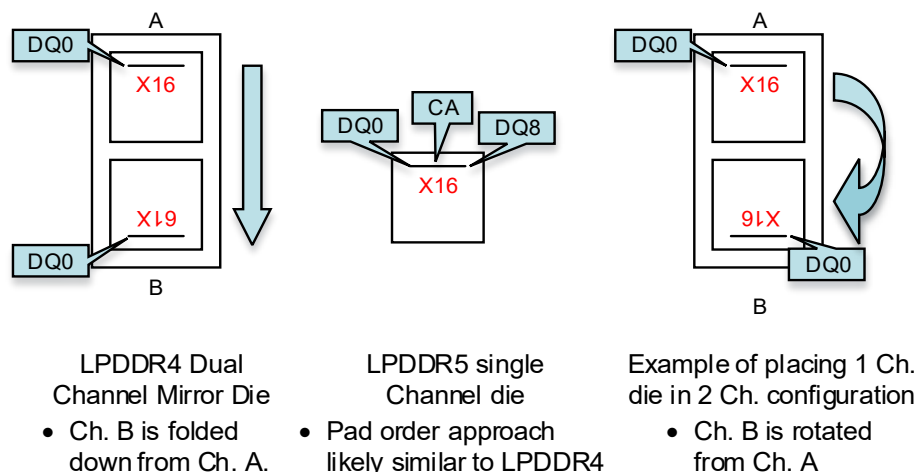 A
DQ0
X16
X16
DQ0
B
LPDDR4 Dual
Channel Mirror Die
• Ch. B is folded
down from Ch. A.
CA
DQ0
DQ8
X16
LPDDR5 single
Channel die
• Pad order approach
likely similar to LPDDR4
A
DQ0
X16
X16
DQ0
B
Example of placing 1 Ch.
die in 2 Ch. configuration
• Ch. B is rotated
from Ch. A